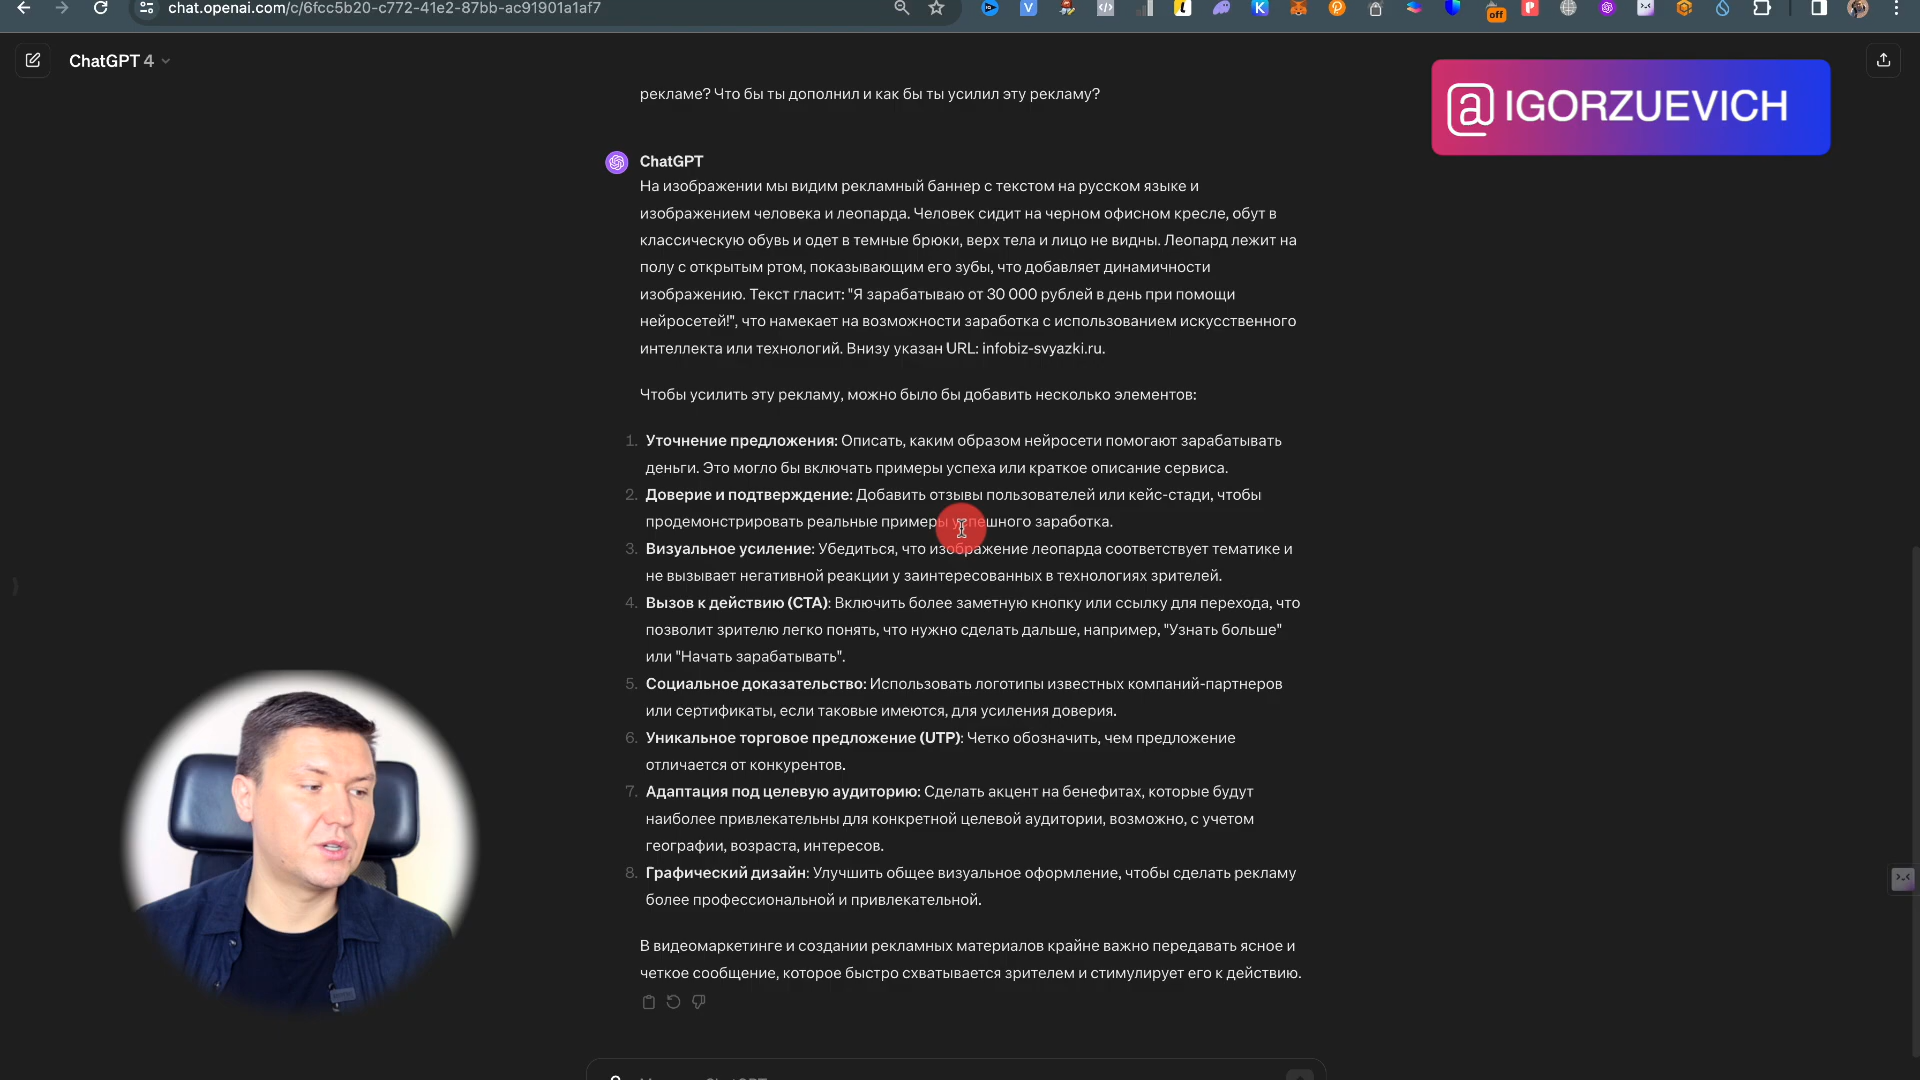 chat.openai.com/c/6fcc5b20-c772-41e2-87bb-ac91901a1af7
off
ChatGPT 4
@IGORZUEVICH
рекламе? Что бы ты дополнил и как бы ты усилил эту рекламу?
ChatGPT
На изображении мы видим рекламный баннер с текстом на русском языке и
изображением человека и леопарда. Человек сидит на черном офисном кресле, обут в
классическую обувь и одет в темные брюки, верх тела и лицо не видны. Леопард лежит на
полу с открытым ртом, показывающим его зубы, что добавляет динамичности
изображению. Текст гласит: "Я зарабатываю от 30 000 рублей в день при помощи
нейросетей!", что намекает на возможности заработка с использованием искусственного
интеллекта или технологий. Внизу указан URL: infobiz-svyazki.ru.
Чтобы усилить эту рекламу, можно было бы добавить несколько элементов:
1. Уточнение предложения: Описать, каким образом нейросети помогают зарабатывать
деньги. Это могло бы включать примеры успеха или краткое описание сервиса.
2. Доверие и подтверждение: Добавить отзывы пользователей или кейс-стади, чтобы
продемонстрировать реальные примеры успешного заработка.
3. Визуальное усиление: Убедиться, что изображение леопарда соответствует тематике и
не вызывает негативной реакции у заинтересованных в технологиях зрителей.
4. Вызов к действию (CTA): Включить более заметную кнопку или ссылку для перехода, что
позволит зрителю легко понять, что нужно сделать дальше, например, "Узнать больше"
или "Начать зарабатывать".
5. Социальное доказательство: Использовать логотипы известных компаний-партнеров
или сертификаты, если таковые имеются, для усиления доверия.
6. Уникальное торговое предложение (UTP): Четко обозначить, чем предложение
отличается от конкурентов.
7. Адаптация под целевую аудиторию: Сделать акцент на бенефитах, которые будут
наиболее привлекательны для конкретной целевой аудитории, возможно, с учетом
географии, возраста, интересов.
8. Графический дизайн: Улучшить общее визуальное оформление, чтобы сделать рекламу
более профессиональной и привлекательной.
В видеомаркетинге и создании рекламных материалов крайне важно передавать ясное и
четкое сообщение, которое быстро схватывается зрителем и стимулирует его к действию.